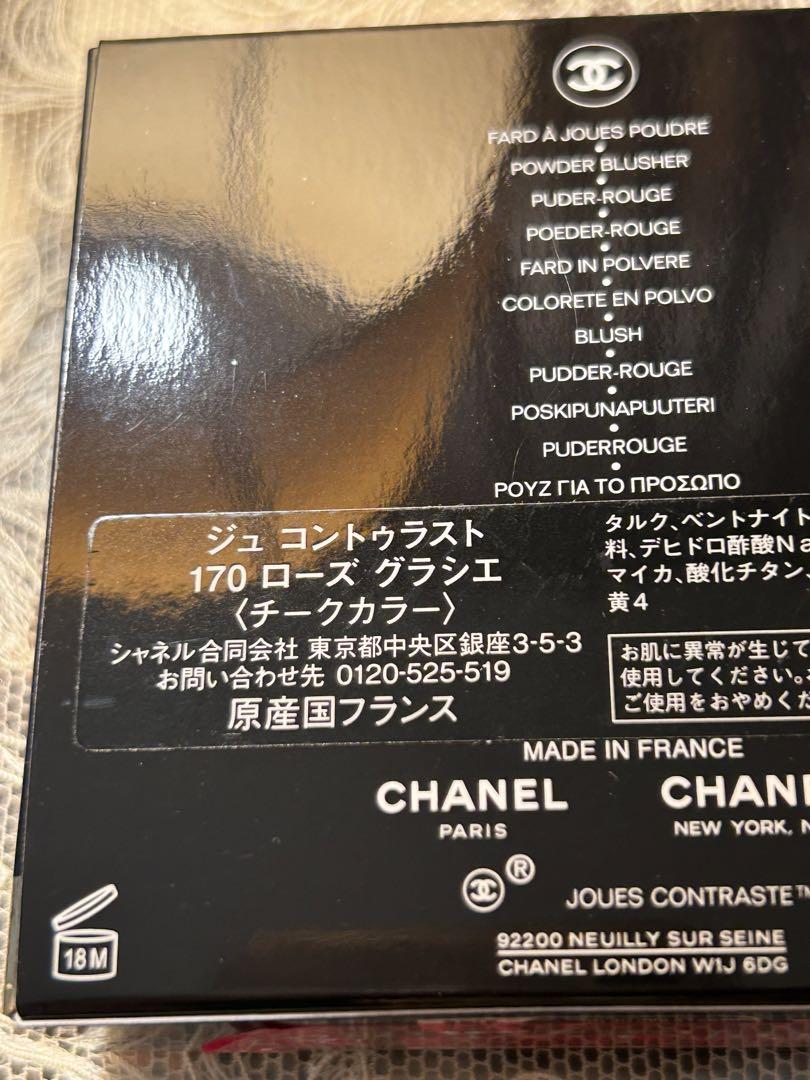 FARD À JOUES POUDRE
POWDER BLUSHER
PUDER-ROUGE
POEDER-ROUGE
FARD IN POLVERE
COLORETE EN POLVO
BLUSH
PUDDER-ROUGE
POSKIPUNAPUUTERI
PUDERROUGE
ΡΟΥΖ ΓΙΑ ΤΟ ΠΡΟΣΩΠΟ
ジュ コントゥラスト
170 ローズ グラシエ
〈チークカラー〉
シャネル合同会社 東京都中央区銀座3-5-3
お問い合わせ先 0120-525-519
原産国フランス
タルク、ベントナイト
料、デヒドロ酢酸Na
マイカ、酸化チタン、
黄4
お肌に異常が生じて
使用してください。
ご使用をおやめくだ
MADE IN FRANCE
CHANEL
PARIS
CHAN
NEW YORK, N
® JOUES CONTRASTE™
92200 NEUILLY SUR SEINE
CHANEL LONDON W1J 6DG
18M